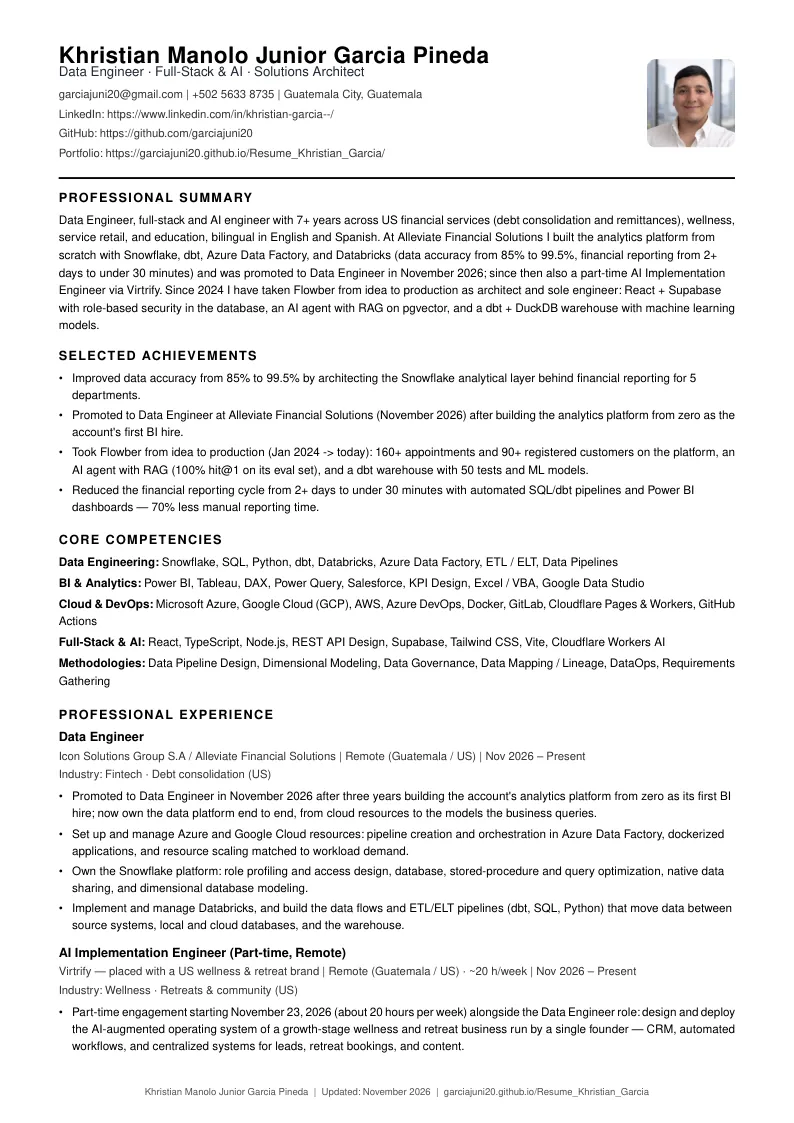 Khristian Manolo Junior Garcia Pineda
Data Engineer · Full-Stack & AI · Solutions Architect
garciajuni20@gmail.com | +502 5633 8735 | Guatemala City, Guatemala
LinkedIn: https://www.linkedin.com/in/khristian-garcia--/
GitHub: https://github.com/garciajuni20
Portfolio: https://garciajuni20.github.io/Resume_Khristian_Garcia/
PROFESSIONAL SUMMARY
Data Engineer, full-stack and AI engineer with 7+ years across US financial services (debt consolidation and remittances), wellness,
service retail, and education, bilingual in English and Spanish. At Alleviate Financial Solutions I built the analytics platform from
scratch with Snowflake, dbt, Azure Data Factory, and Databricks (data accuracy from 85% to 99.5%, financial reporting from 2+
days to under 30 minutes) and was promoted to Data Engineer in November 2026; since then also a part-time AI Implementation
Engineer via Virtrify. Since 2024 I have taken Flowber from idea to production as architect and sole engineer: React + Supabase
with role-based security in the database, an AI agent with RAG on pgvector, and a dbt + DuckDB warehouse with machine learning
models.
SELECTED ACHIEVEMENTS
• Improved data accuracy from 85% to 99.5% by architecting the Snowflake analytical layer behind financial reporting for 5
departments.
• Promoted to Data Engineer at Alleviate Financial Solutions (November 2026) after building the analytics platform from zero as the
account's first BI hire.
• Took Flowber from idea to production (Jan 2024 -> today): 160+ appointments and 90+ registered customers on the platform, an
AI agent with RAG (100% hit@1 on its eval set), and a dbt warehouse with 50 tests and ML models.
• Reduced the financial reporting cycle from 2+ days to under 30 minutes with automated SQL/dbt pipelines and Power BI
dashboards — 70% less manual reporting time.
CORE COMPETENCIES
Data Engineering: Snowflake, SQL, Python, dbt, Databricks, Azure Data Factory, ETL / ELT, Data Pipelines
BI & Analytics: Power BI, Tableau, DAX, Power Query, Salesforce, KPI Design, Excel / VBA, Google Data Studio
Cloud & DevOps: Microsoft Azure, Google Cloud (GCP), AWS, Azure DevOps, Docker, GitLab, Cloudflare Pages & Workers, GitHub
Actions
Full-Stack & AI: React, TypeScript, Node.js, REST API Design, Supabase, Tailwind CSS, Vite, Cloudflare Workers AI
Methodologies: Data Pipeline Design, Dimensional Modeling, Data Governance, Data Mapping / Lineage, DataOps, Requirements
Gathering
PROFESSIONAL EXPERIENCE
Data Engineer
Icon Solutions Group S.A / Alleviate Financial Solutions | Remote (Guatemala / US) | Nov 2026 – Present
Industry: Fintech · Debt consolidation (US)
• Promoted to Data Engineer in November 2026 after three years building the account's analytics platform from zero as its first BI
hire; now own the data platform end to end, from cloud resources to the models the business queries.
• Set up and manage Azure and Google Cloud resources: pipeline creation and orchestration in Azure Data Factory, dockerized
applications, and resource scaling matched to workload demand.
• Own the Snowflake platform: role profiling and access design, database, stored-procedure and query optimization, native data
sharing, and dimensional database modeling.
• Implement and manage Databricks, and build the data flows and ETL/ELT pipelines (dbt, SQL, Python) that move data between
source systems, local and cloud databases, and the warehouse.
AI Implementation Engineer (Part-time, Remote)
Virtrify — placed with a US wellness & retreat brand | Remote (Guatemala / US) · ~20 h/week | Nov 2026 – Present
Industry: Wellness · Retreats & community (US)
• Part-time engagement starting November 23, 2026 (about 20 hours per week) alongside the Data Engineer role: design and deploy
the AI-augmented operating system of a growth-stage wellness and retreat business run by a single founder — CRM, automated
workflows, and centralized systems for leads, retreat bookings, and content.
Khristian Manolo Junior Garcia Pineda | Updated: November 2026 | garciajuni20.github.io/Resume_Khristian_Garcia